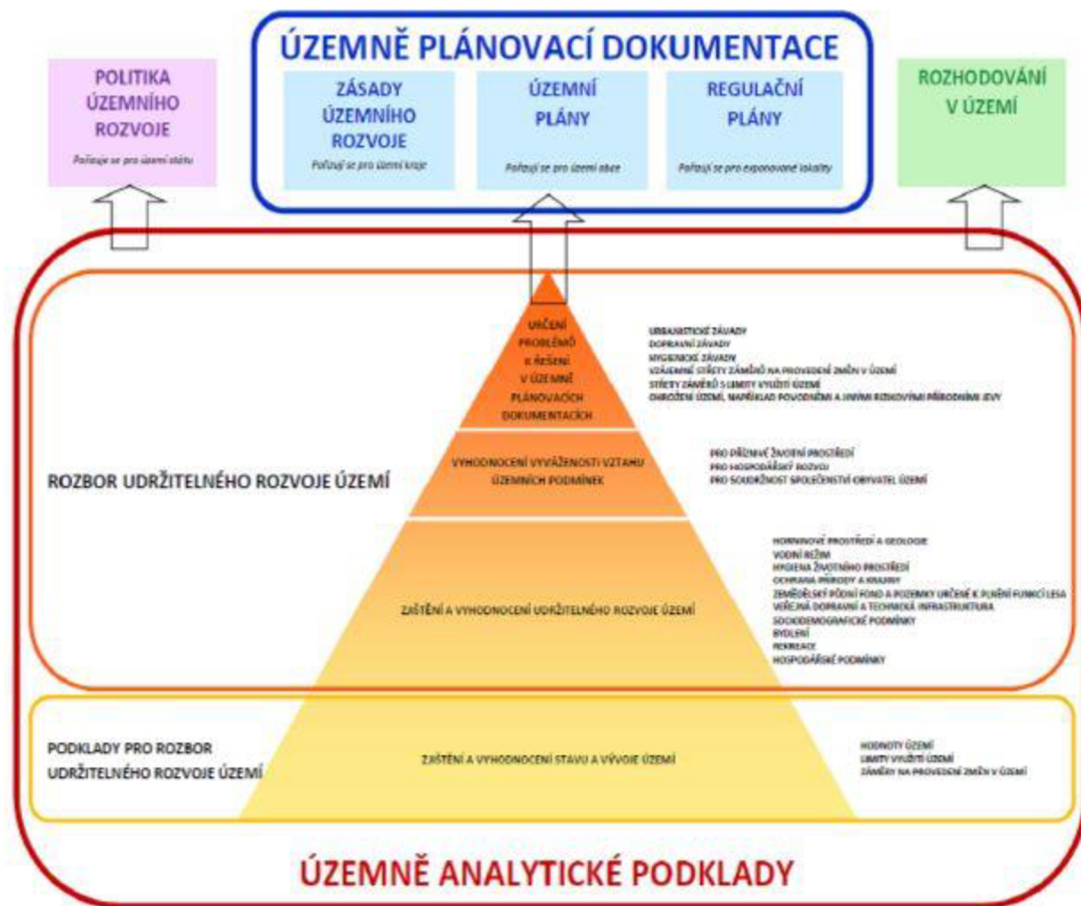 ÚZEMNĚ PLÁNOVACÍ DOKUMENTACE
POLITIKA
ÚZEMNÍHO
ROZVOJE
Pořizuje se pro území státu
ZÁSADY
ÚZEMNÍHO
ROZVOJE
Pořizují se pro území kraje
ÚZEMNÍ
PLÁNY
Pořizují se pro území obce
REGULAČNÍ
PLÁNY
Pořizují se pro exponované lokality
ROZHODOVÁNÍ
V ÚZEMÍ
URČENÍ
PROBLÉMŮ
K ŘEŠENÍ
V ÚZEMNĚ
PLÁNOVACÍCH
DOKUMENTACÍCH
URBANISTICKÉ ZÁVADY
DOPRAVNÍ ZÁVADY
HYGIENICKÉ ZÁVADY
VZÁJEMNÉ STŘETY ZÁMĚRŮ NA PROVEDENÍ ZMĚN V ÚZEMÍ
STŘETY ZÁMĚRŮ S LIMITY VYUŽITÍ ÚZEMÍ
OHROŽENÍ ÚZEMÍ, NAPŘÍKLAD POVODNĚMI A JINÝMI RIZIKOVÝMI PŘÍRODNÍMI JEVY
ROZBOR UDRŽITELNÉHO ROZVOJE ÚZEMÍ
VYHODNOCENÍ VYVÁŽENOSTI VZTAHU
ÚZEMNÍCH PODMÍNEK
PRO PŘÍZNIVÉ ŽIVOTNÍ PROSTŘEDÍ
PRO HOSPODÁŘSKÝ ROZVOJ
PRO SOUDRŽNOST SPOLEČENSTVÍ OBYVATEL ÚZEMÍ
ZJIŠTĚNÍ A VYHODNOCENÍ UDRŽITELNÉHO ROZVOJE ÚZEMÍ
HORNINOVÉ PROSTŘEDÍ A GEOLOGIE
VODNÍ REŽIM
HYGIENA ŽIVOTNÍHO PROSTŘEDÍ
OCHRANA PŘÍRODY A KRAJINY
ZEMĚDĚLSKÝ PŮDNÍ FOND A POZEMKY URČENÉ K PLNĚNÍ FUNKCÍ LESA
VEŘEJNÁ DOPRAVNÍ A TECHNICKÁ INFRASTRUKTURA
SOCIODEMOGRAFICKÉ PODMÍNKY
BYDLENÍ
REKREACE
HOSPODÁŘSKÉ PODMÍNKY
PODKLADY PRO ROZBOR
UDRŽITELNÉHO ROZVOJE ÚZEMÍ
ZJIŠTĚNÍ A VYHODNOCENÍ STAVU A VÝVOJE ÚZEMÍ
HODNOTY ÚZEMÍ
LIMITY VYUŽITÍ ÚZEMÍ
ZÁMĚRY NA PROVEDENÍ ZMĚN V ÚZEMÍ
ÚZEMNĚ ANALYTICKÉ PODKLADY